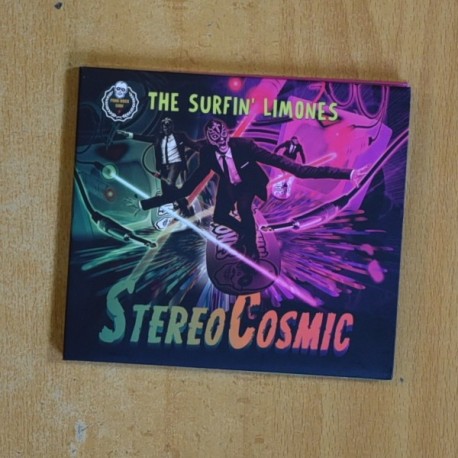 THE SURFIN' LIMONES
STEREOCOSMIC